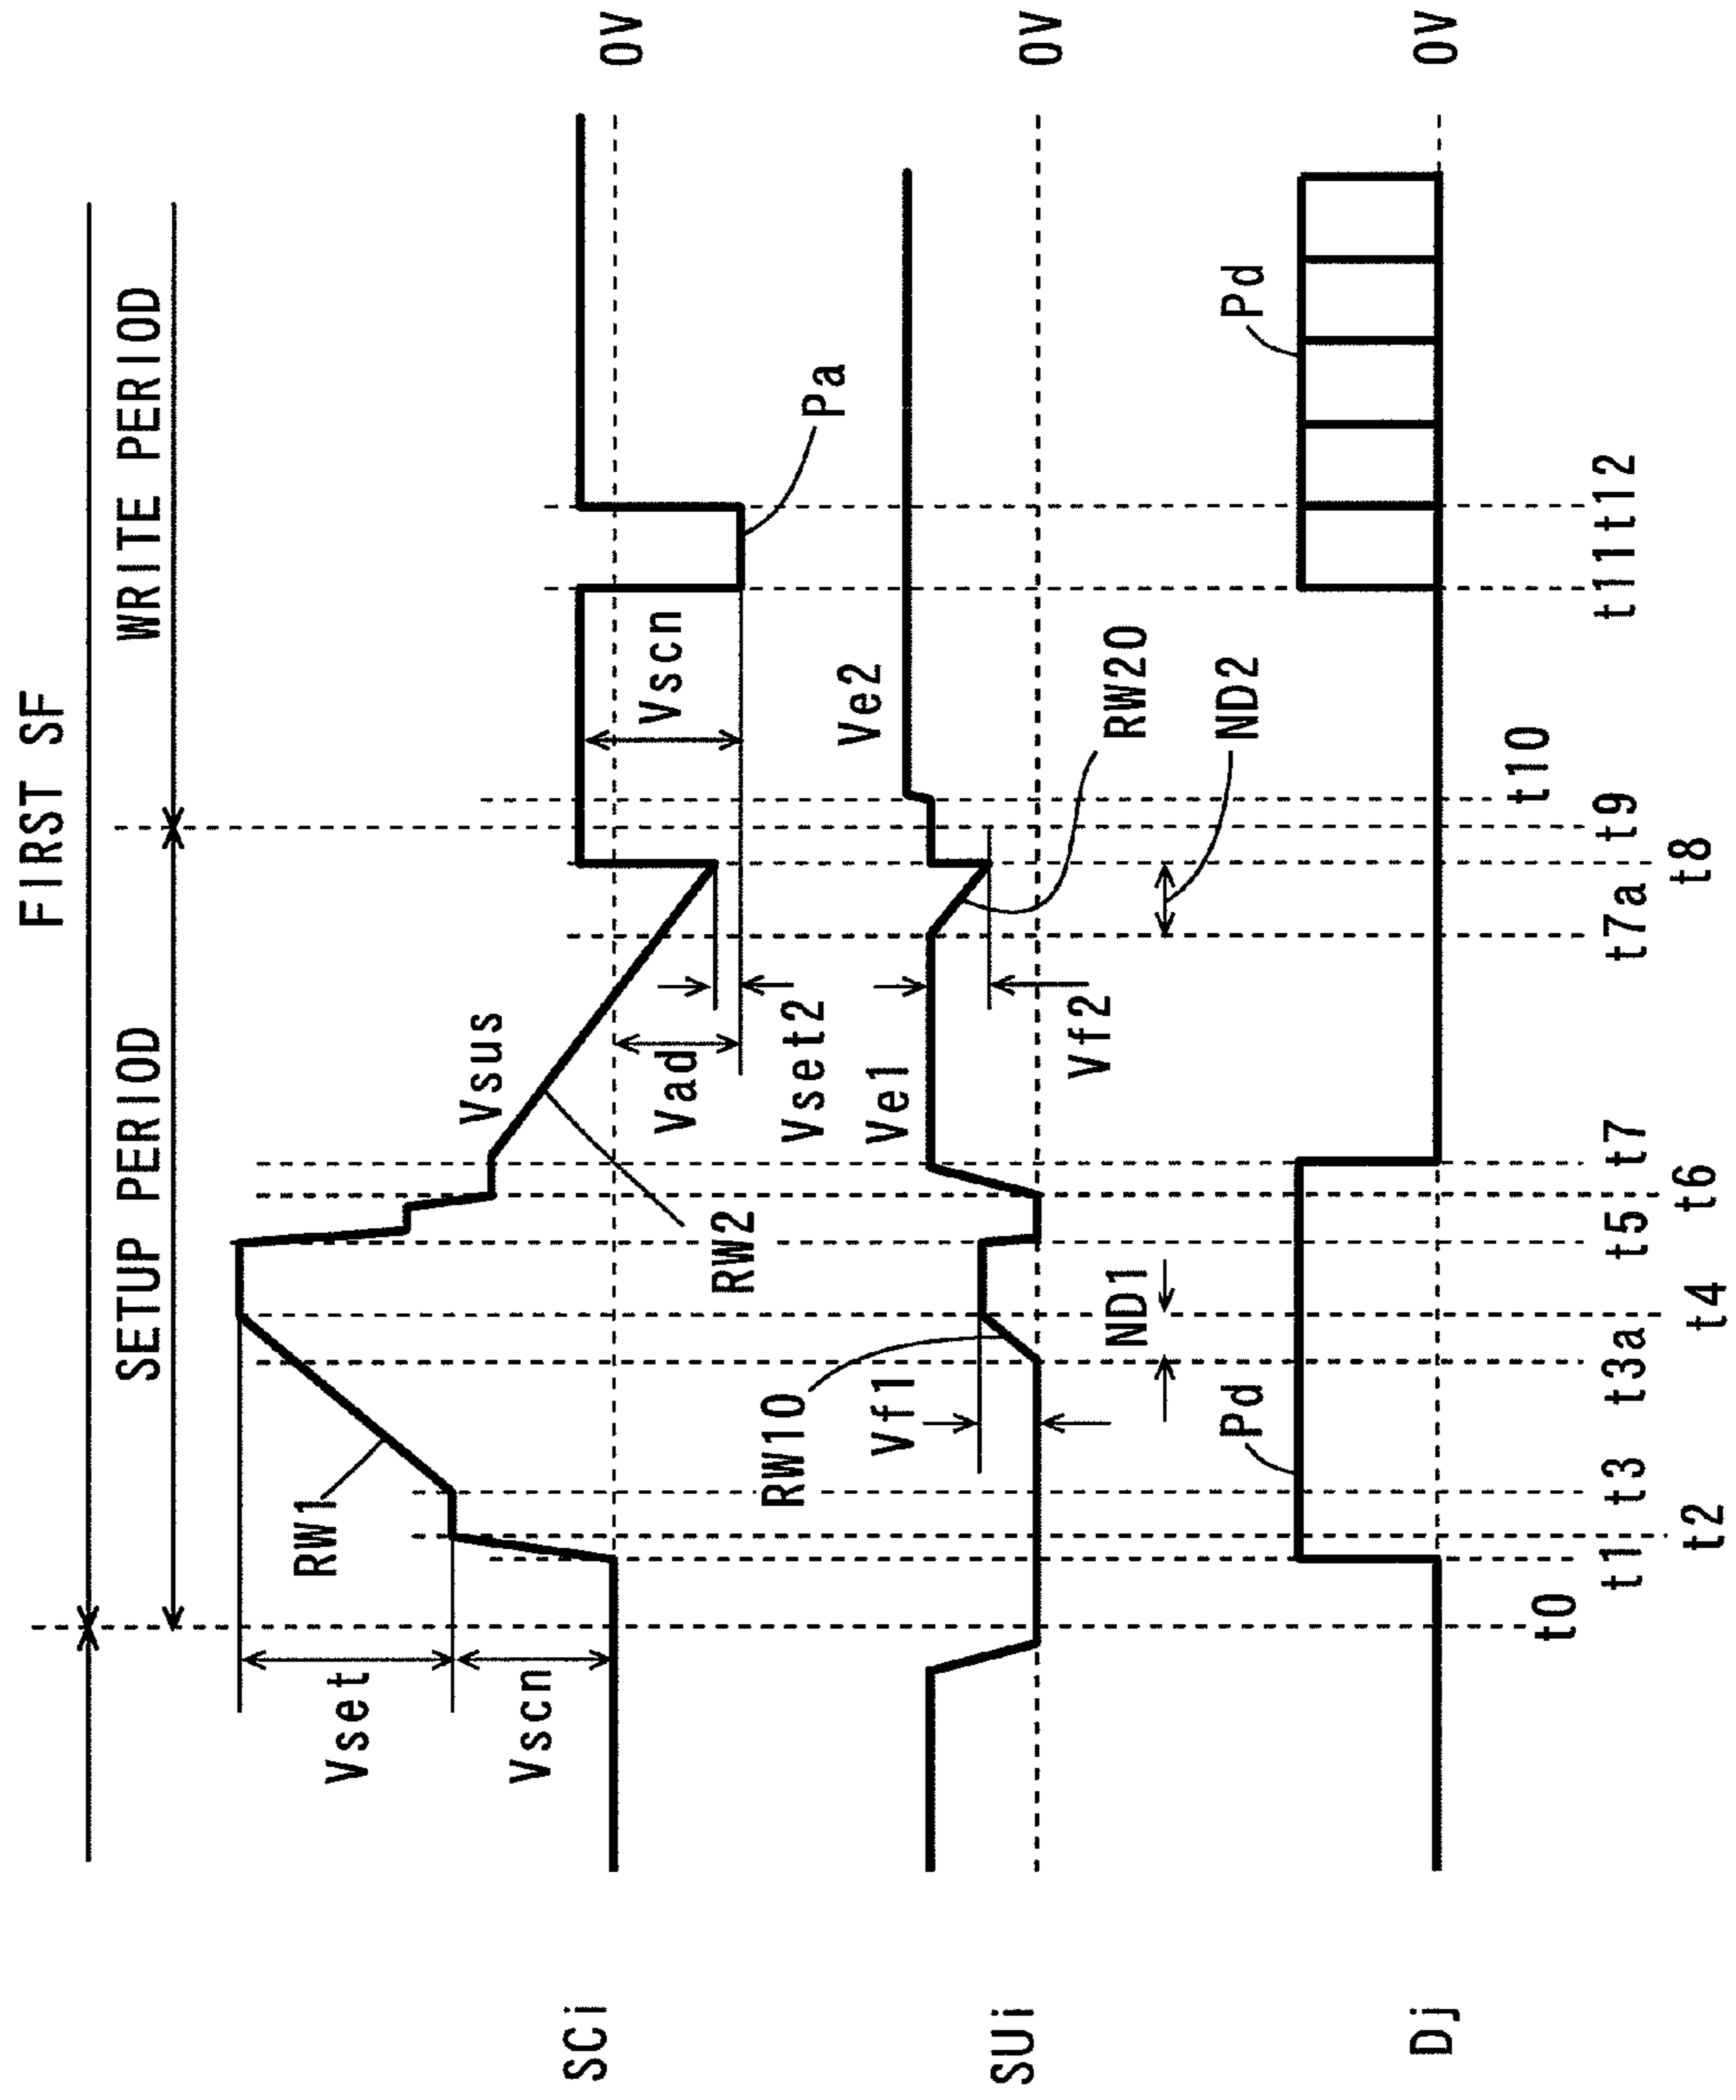 FIRST SF
SETUP PERIOD
WRITE PERIOD
RW1
Vset
Vscn
Vsus
RW2
Vad
Vset2
Vscn
Pa
SCi
0V
RW10
Vf1
Ve1
Vf2
Ve2
RW20
SUi
0V
ND1
ND2
Pd
Pd
Dj
0V
t0
t1
t2
t3
t3a
t4
t5
t6
t7
t7a
t8
t9
t10
t11
t12